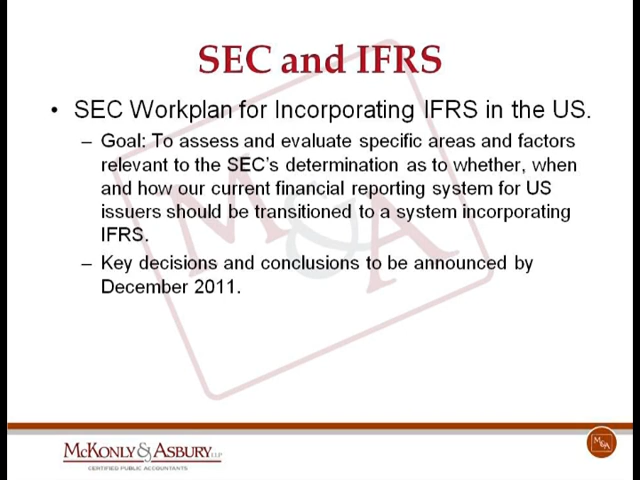 SEC and IFRS
• SEC Workplan for Incorporating IFRS in the US.
– Goal: To assess and evaluate specific areas and factors
relevant to the SEC's determination as to whether, when
and how our current financial reporting system for US
issuers should be transitioned to a system incorporating
IFRS.
– Key decisions and conclusions to be announced by
December 2011.
M&A
McKonly & Asbury LLP
Certified Public Accountants
M&A